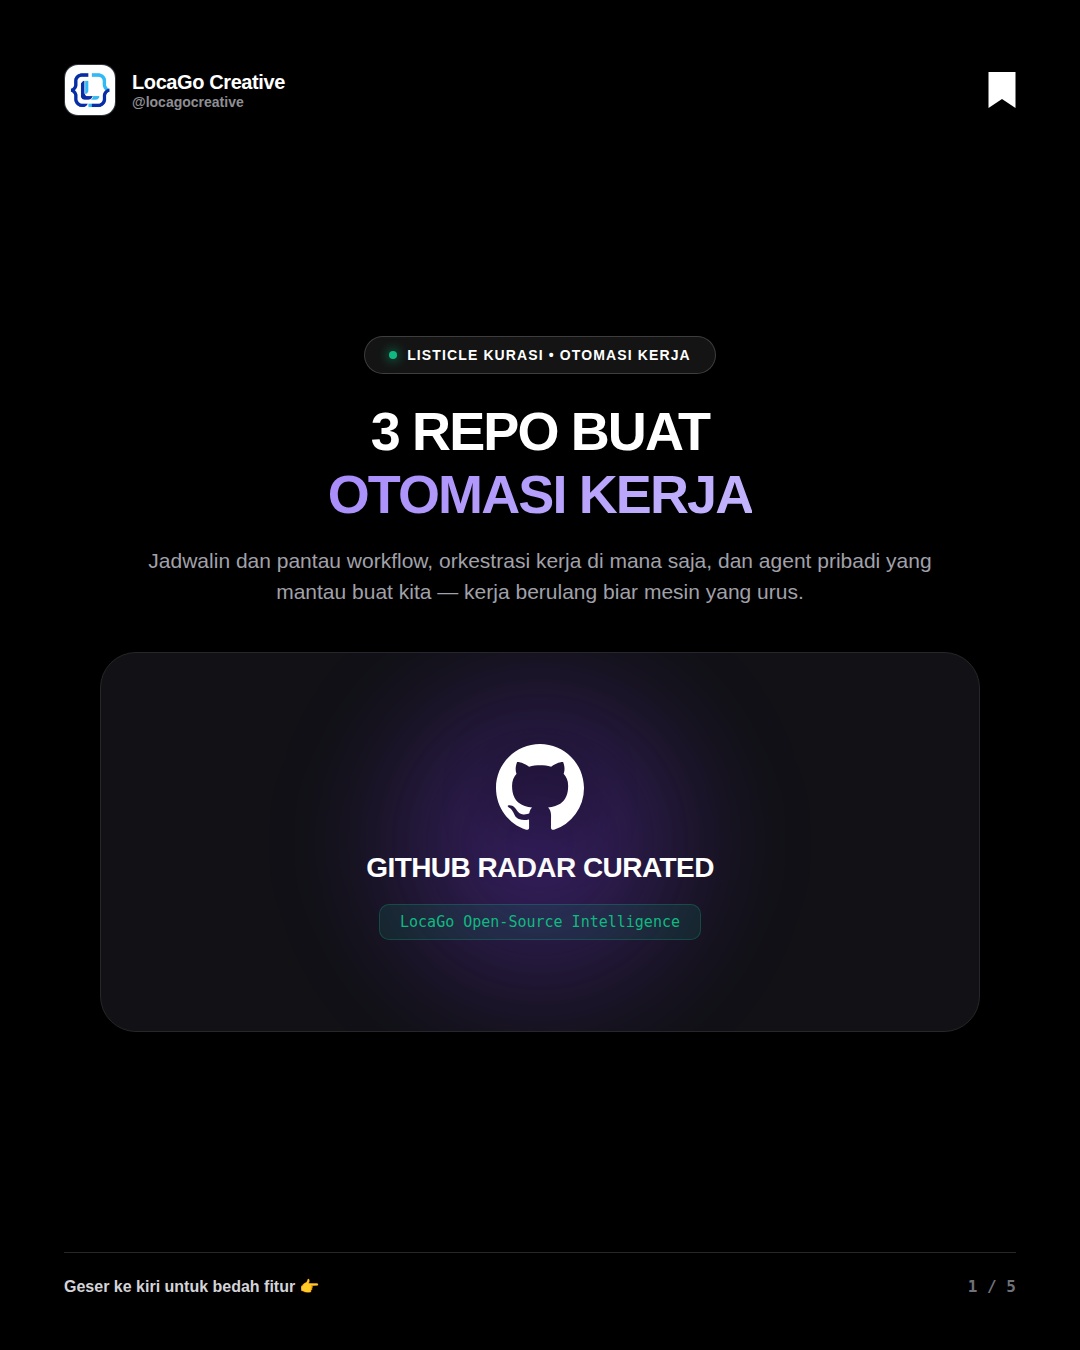 LocaGo Creative
@locagocreative
LISTICLE KURASI • OTOMASI KERJA
3 REPO BUAT
OTOMASI KERJA
Jadwalin dan pantau workflow, orkestrasi kerja di mana saja, dan agent pribadi yang
mantau buat kita — kerja berulang biar mesin yang urus.
GITHUB RADAR CURATED
LocaGo Open-Source Intelligence
Geser ke kiri untuk bedah fitur 👉
1 / 5